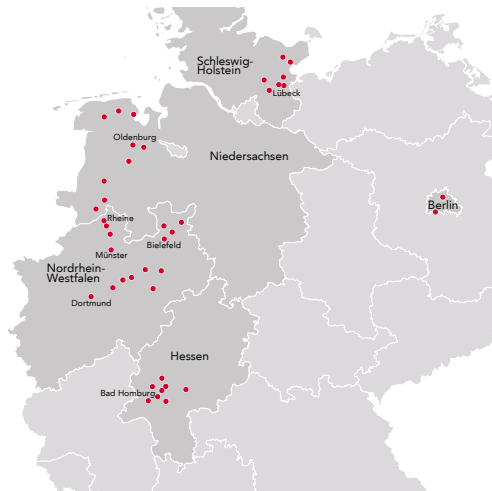 Schleswig-
Holstein
Lübeck
Oldenburg
Niedersachsen
Berlin
Rheine
Bielefeld
Münster
Nordrhein-
Westfalen
Dortmund
Hessen
Bad Homburg